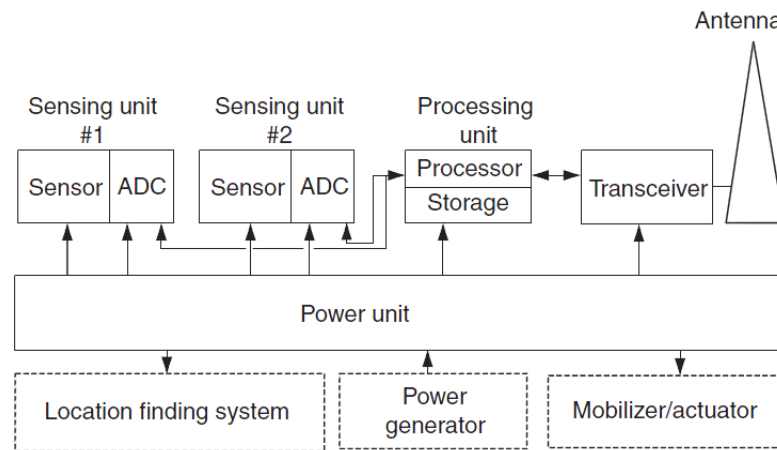 Antenna
Sensing unit
#1
Sensing unit
#2
Processing
unit
Sensor
ADC
Sensor
ADC
Processor
Storage
Transceiver
Power unit
Location finding system
Power
generator
Mobilizer/actuator